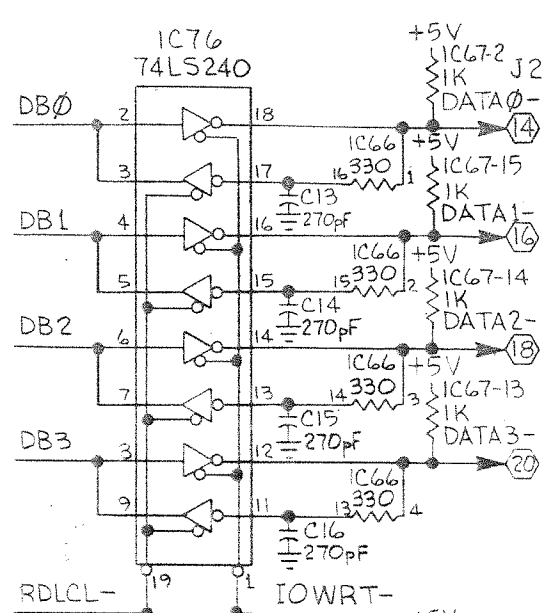 IC76
74LS240
+5V
IC67-2
1K
J2
DATAØ-
DBØ
2
18
14
3
17
IC66
330
16
1
+5V
IC67-15
1K
DATA1-
C13
270pF
DB1
4
16
16
5
15
IC66
330
15
2
+5V
IC67-14
1K
DATA2-
C14
270pF
DB2
6
14
18
7
13
IC66
330
14
3
+5V
IC67-13
1K
DATA3-
C15
270pF
DB3
12
20
9
11
IC66
330
13
4
C16
270pF
19
1
RDLCL-
IOWRT-